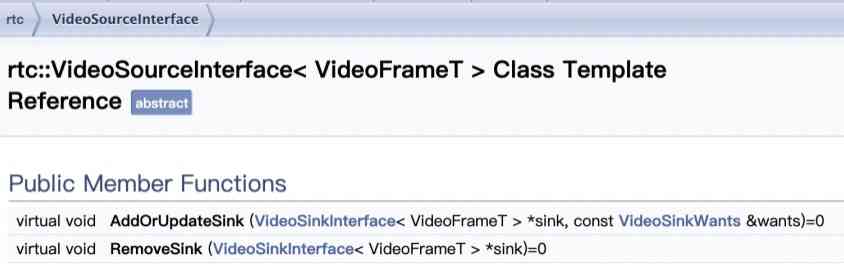 rtc VideoSourceInterface
rtc::VideoSourceInterface< VideoFrameT > Class Template
Reference abstract
Public Member Functions
virtual void AddOrUpdateSink (VideoSinkInterface< VideoFrameT > *sink, const VideoSinkWants &wants)=0
virtual void RemoveSink (VideoSinkInterface< VideoFrameT > *sink)=0